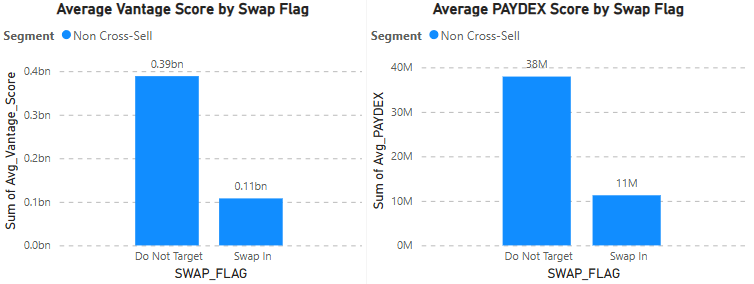 Average Vantage Score by Swap Flag
Segment Non Cross-Sell
Sum of Avg_Vantage_Score
0.4bn
0.3bn
0.2bn
0.1bn
0.0bn
0.39bn
0.11bn
Do Not Target Swap In
SWAP_FLAG
Average PAYDEX Score by Swap Flag
Segment Non Cross-Sell
Sum of Avg_PAYDEX
40M
30M
20M
10M
0M
38M
11M
Do Not Target Swap In
SWAP_FLAG